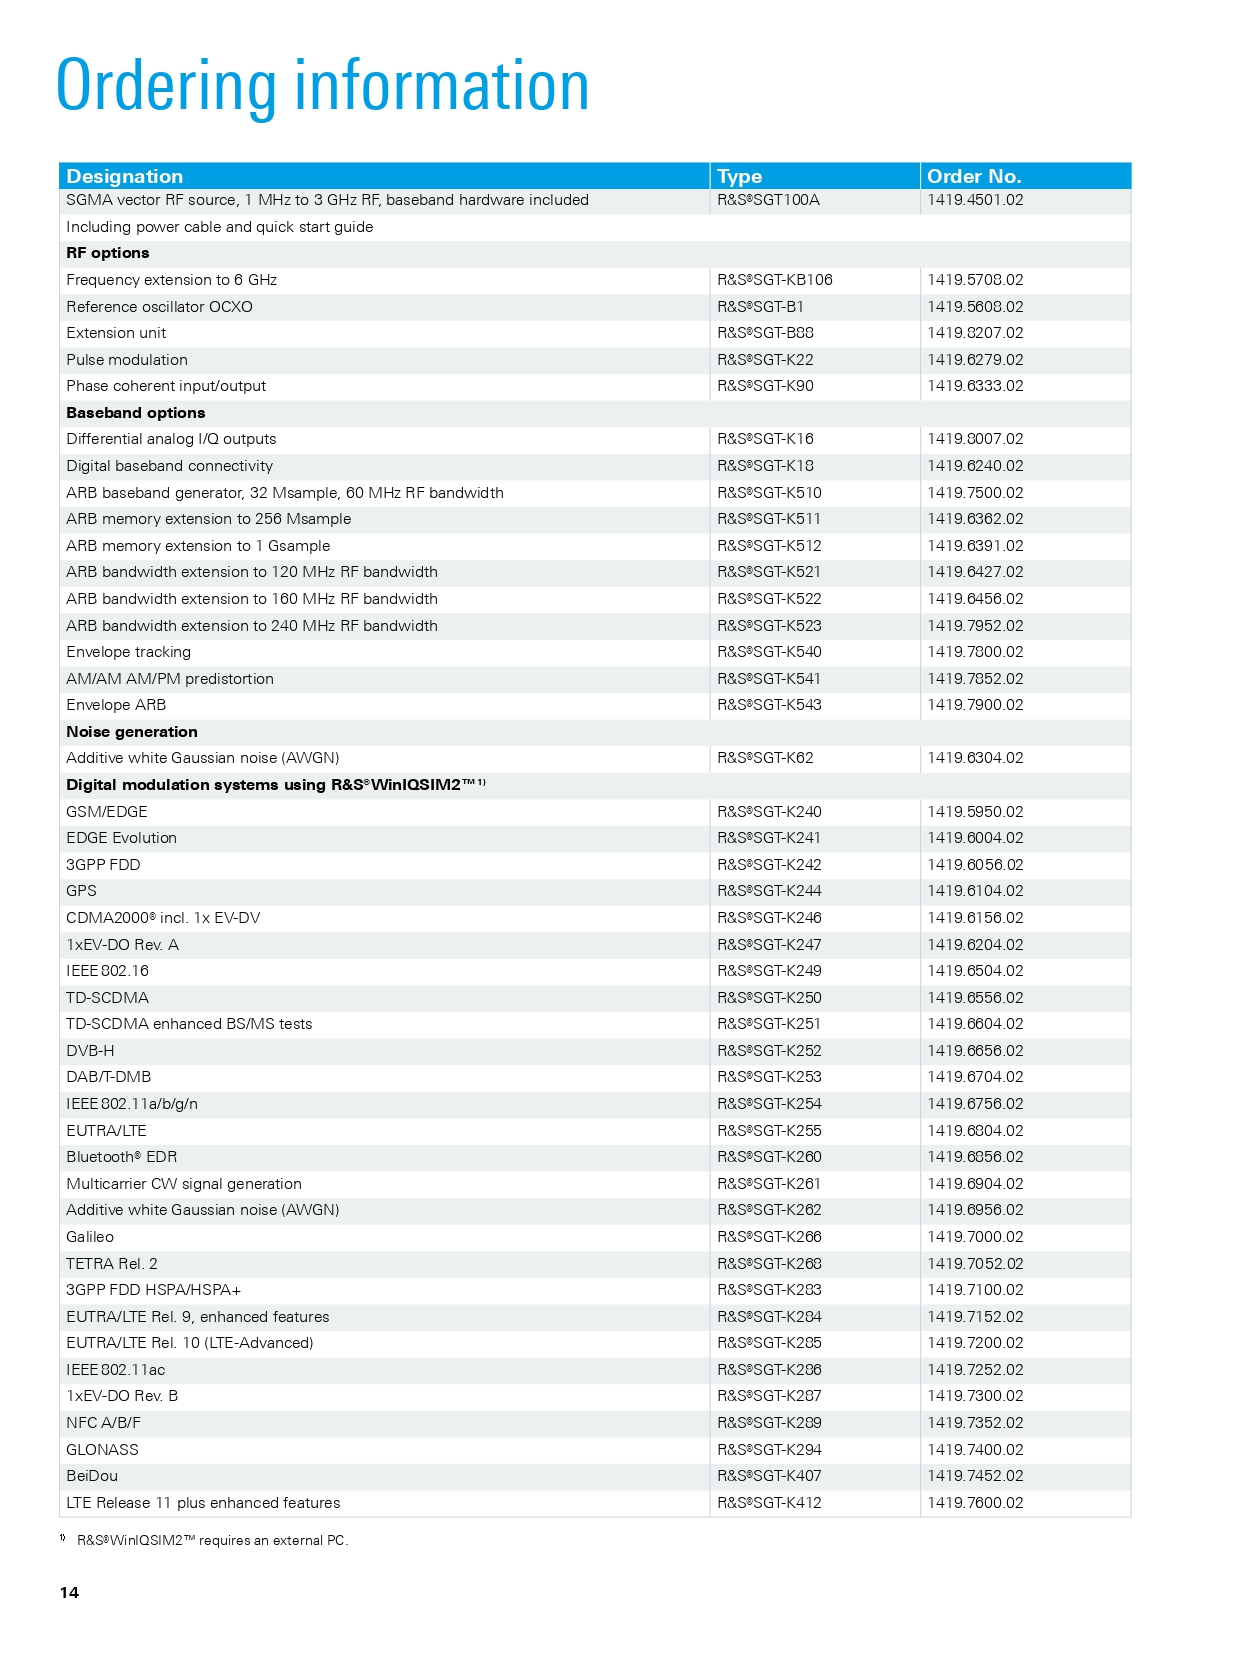 Ordering information
Designation Type Order No.
SGMA vector RF source, 1 MHz to 3 GHz RF, baseband hardware included R&S®SGT100A 1419.4501.02
Including power cable and quick start guide
RF options
Frequency extension to 6 GHz R&S®SGT-KB106 1419.5708.02
Reference oscillator OCXO R&S®SGT-B1 1419.5608.02
Extension unit R&S®SGT-B88 1419.8207.02
Pulse modulation R&S®SGT-K22 1419.6279.02
Phase coherent input/output R&S®SGT-K90 1419.6333.02
Baseband options
Differential analog I/Q outputs R&S®SGT-K16 1419.8007.02
Digital baseband connectivity R&S®SGT-K18 1419.6240.02
ARB baseband generator, 32 Msample, 60 MHz RF bandwidth R&S®SGT-K510 1419.7500.02
ARB memory extension to 256 Msample R&S®SGT-K511 1419.6362.02
ARB memory extension to 1 Gsample R&S®SGT-K512 1419.6391.02
ARB bandwidth extension to 120 MHz RF bandwidth R&S®SGT-K521 1419.6427.02
ARB bandwidth extension to 160 MHz RF bandwidth R&S®SGT-K522 1419.6456.02
ARB bandwidth extension to 240 MHz RF bandwidth R&S®SGT-K523 1419.7952.02
Envelope tracking R&S®SGT-K540 1419.7800.02
AM/AM AM/PM predistortion R&S®SGT-K541 1419.7852.02
Envelope ARB R&S®SGT-K543 1419.7900.02
Noise generation
Additive white Gaussian noise (AWGN) R&S®SGT-K62 1419.6304.02
Digital modulation systems using R&S®WinIQSIM2™ 1)
GSM/EDGE R&S®SGT-K240 1419.5950.02
EDGE Evolution R&S®SGT-K241 1419.6004.02
3GPP FDD R&S®SGT-K242 1419.6056.02
GPS R&S®SGT-K244 1419.6104.02
CDMA2000® incl. 1x EV-DV R&S®SGT-K246 1419.6156.02
1xEV-DO Rev. A R&S®SGT-K247 1419.6204.02
IEEE 802.16 R&S®SGT-K249 1419.6504.02
TD-SCDMA R&S®SGT-K250 1419.6556.02
TD-SCDMA enhanced BS/MS tests R&S®SGT-K251 1419.6604.02
DVB-H R&S®SGT-K252 1419.6656.02
DAB/T-DMB R&S®SGT-K253 1419.6704.02
IEEE 802.11a/b/g/n R&S®SGT-K254 1419.6756.02
EUTRA/LTE R&S®SGT-K255 1419.6804.02
Bluetooth® EDR R&S®SGT-K260 1419.6856.02
Multicarrier CW signal generation R&S®SGT-K261 1419.6904.02
Additive white Gaussian noise (AWGN) R&S®SGT-K262 1419.6956.02
Galileo R&S®SGT-K266 1419.7000.02
TETRA Rel. 2 R&S®SGT-K268 1419.7052.02
3GPP FDD HSPA/HSPA+ R&S®SGT-K283 1419.7100.02
EUTRA/LTE Rel. 9, enhanced features R&S®SGT-K284 1419.7152.02
EUTRA/LTE Rel. 10 (LTE-Advanced) R&S®SGT-K285 1419.7200.02
IEEE 802.11ac R&S®SGT-K286 1419.7252.02
1xEV-DO Rev. B R&S®SGT-K287 1419.7300.02
NFC A/B/F R&S®SGT-K289 1419.7352.02
GLONASS R&S®SGT-K294 1419.7400.02
BeiDou R&S®SGT-K407 1419.7452.02
LTE Release 11 plus enhanced features R&S®SGT-K412 1419.7600.02
1) R&S®WinIQSIM2™ requires an external PC.
14